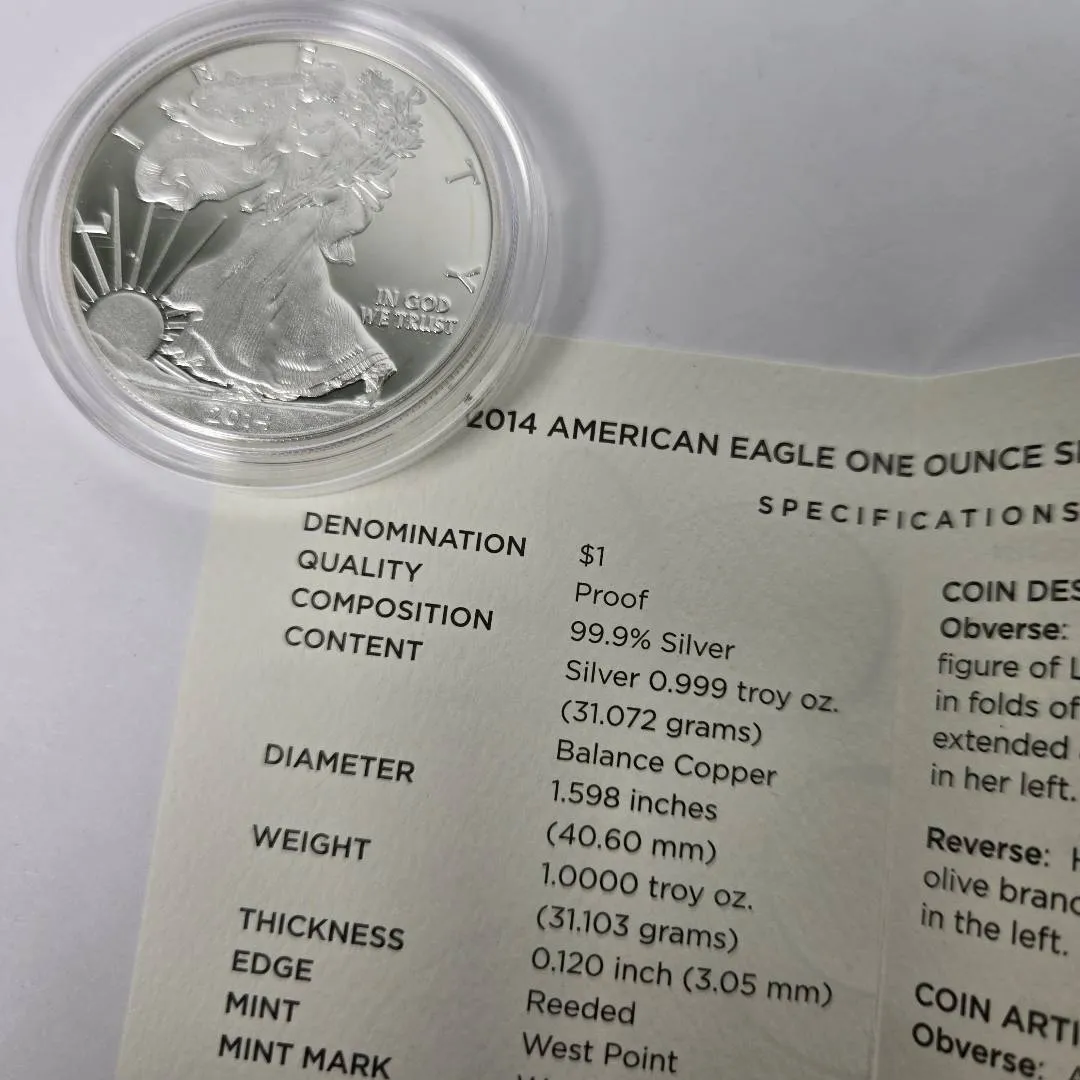 LIBERTY
IN GOD
WE TRUST
2014
2014 AMERICAN EAGLE ONE OUNCE
SPECIFICATIONS
DENOMINATION $1
QUALITY Proof
COMPOSITION 99.9% Silver
CONTENT Silver 0.999 troy oz.
(31.072 grams)
Balance Copper
DIAMETER 1.598 inches
(40.60 mm)
WEIGHT 1.0000 troy oz.
(31.103 grams)
THICKNESS 0.120 inch (3.05 mm)
EDGE Reeded
MINT West Point
MINT MARK
COIN
Obverse:
figure of
in folds of
extended
in her left.
Reverse:
olive
in the left.
COIN
Obverse: